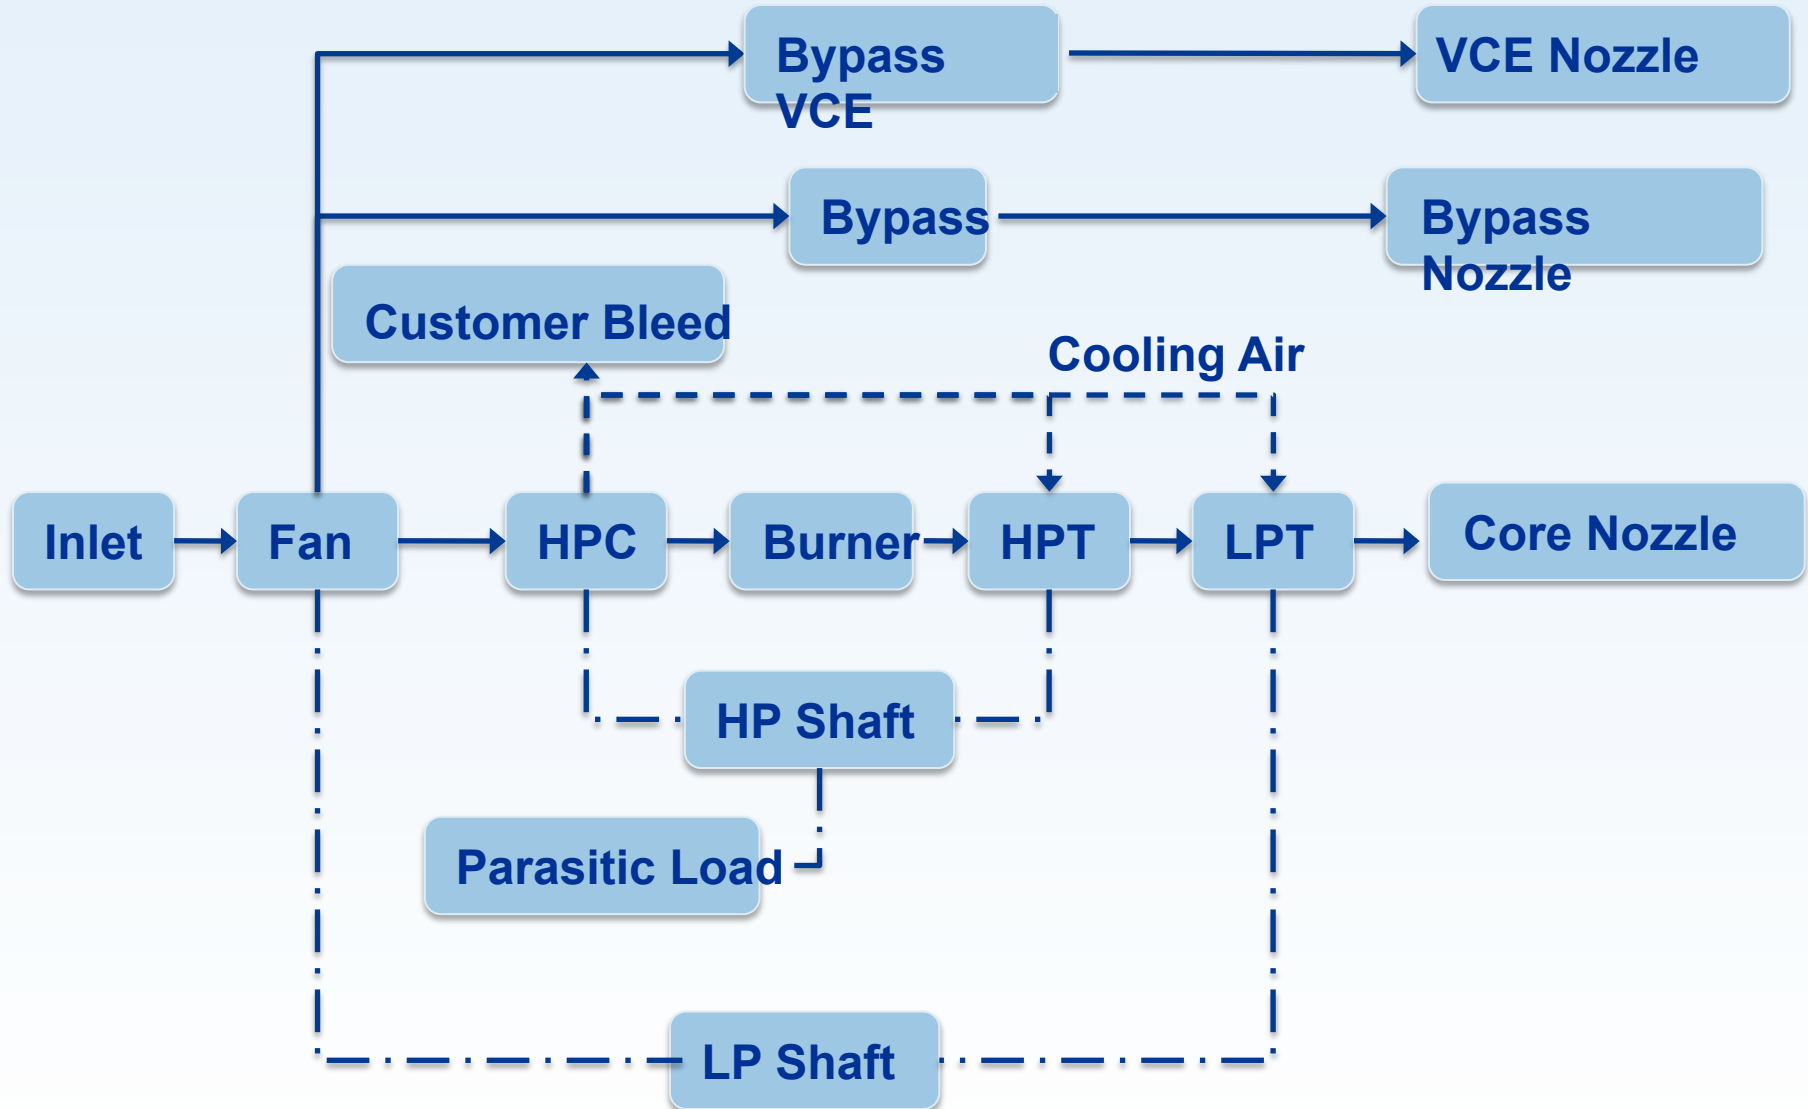 Bypass
VCE
VCE Nozzle
Bypass
Bypass
Nozzle
Customer Bleed
Cooling Air
Inlet
Fan
HPC
Burner
HPT
LPT
Core Nozzle
HP Shaft
Parasitic Load
LP Shaft